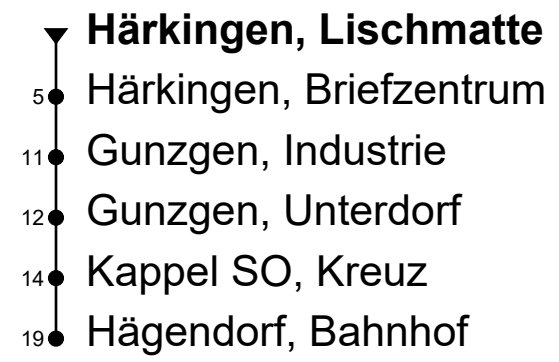 Härkingen, Lischmatte
5 Härkingen, Briefzentrum
11 Gunzgen, Industrie
12 Gunzgen, Unterdorf
14 Kappel SO, Kreuz
19 Hägendorf, Bahnhof